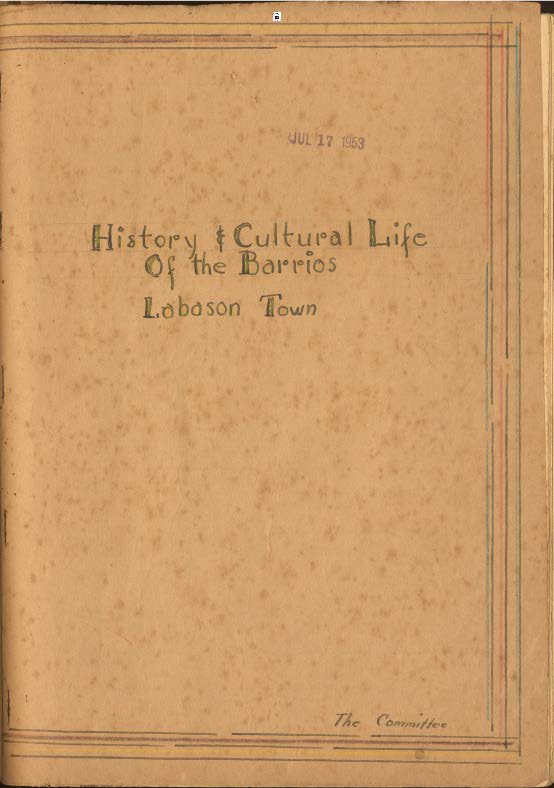 JUL 17 1953
History & Cultural Life
Of the Barrios
Labason Town
The Committee